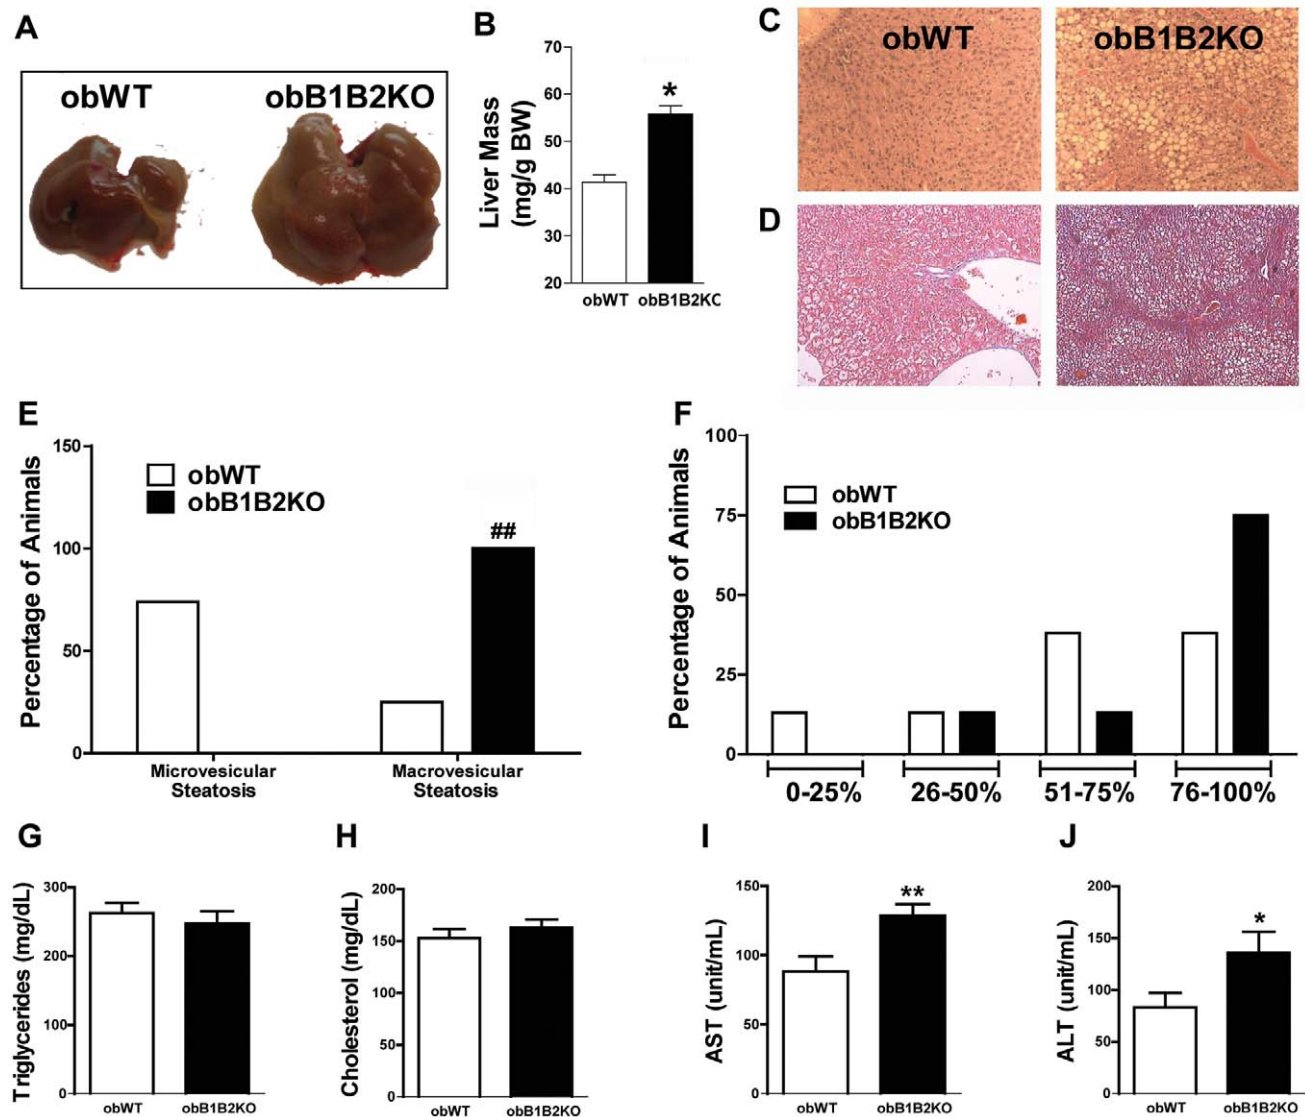 A
obWT
obB1B2KO
B
Liver Mass
(mg/g BW)
70
60
50
40
30
20
*
obWT
obB1B2KC
C
obWT
obB1B2KO
D
E
Percentage of Animals
150
100
50
0
obWT
obB1B2KO
##
Microvesicular
Steatosis
Macrovesicular
Steatosis
F
Percentage of Animals
100
75
50
25
0
obWT
obB1B2KO
0-25%
26-50%
51-75%
76-100%
G
Triglycerides (mg/dL)
300
200
100
0
obWT
obB1B2KO
H
Cholesterol (mg/dL)
200
150
100
50
0
obWT
obB1B2KO
I
AST (unit/mL)
150
100
50
0
**
obWT
obB1B2KO
J
ALT (unit/mL)
200
150
100
50
0
*
obWT
obB1B2KO